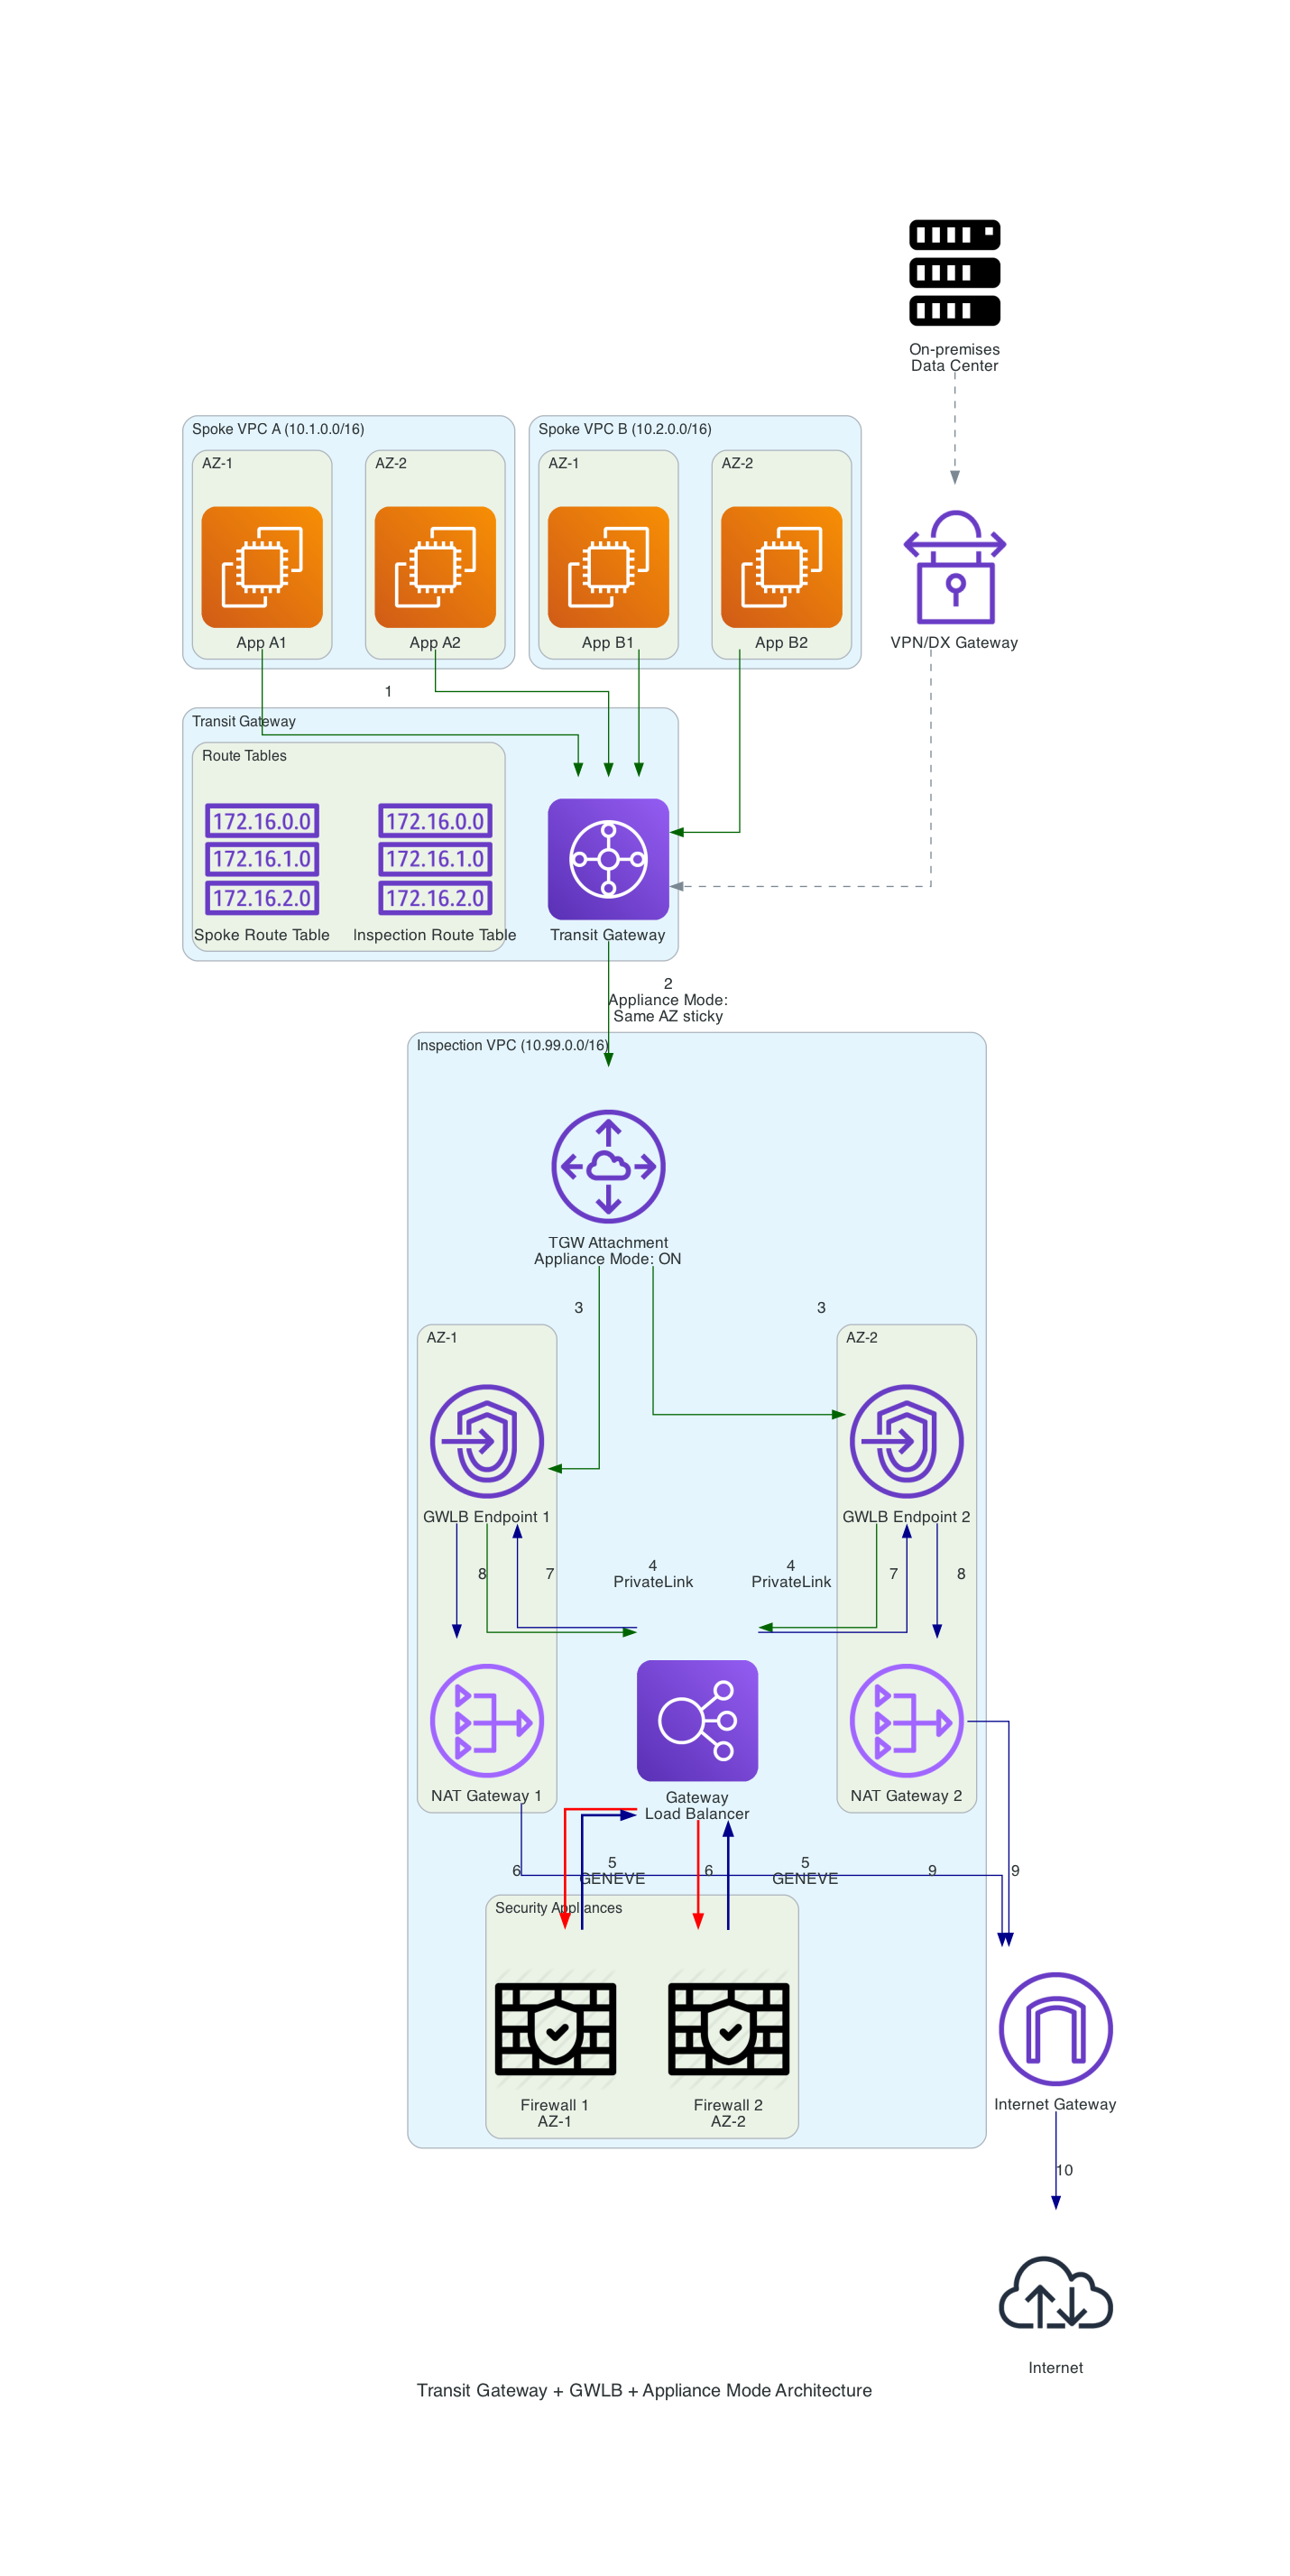 On-premises
Data Center
Spoke VPC A (10.1.0.0/16)
Spoke VPC B (10.2.0.0/16)
AZ-1
AZ-2
AZ-1
AZ-2
App A1
App A2
App B1
App B2
VPN/DX Gateway
1
Transit Gateway
Route Tables
172.16.0.0
172.16.1.0
172.16.2.0
172.16.0.0
172.16.1.0
172.16.2.0
Spoke Route Table
Inspection Route Table
Transit Gateway
2
Appliance Mode:
Same AZ sticky
Inspection VPC (10.99.0.0/16)
TGW Attachment
Appliance Mode: ON
3
3
AZ-1
AZ-2
GWLB Endpoint 1
GWLB Endpoint 2
8
7
4
PrivateLink
4
PrivateLink
7
8
NAT Gateway 1
Gateway
Load Balancer
NAT Gateway 2
6
5
GENEVE
6
5
GENEVE
9
9
Security Appliances
Firewall 1
AZ-1
Firewall 2
AZ-2
Internet Gateway
10
Internet
Transit Gateway + GWLB + Appliance Mode Architecture